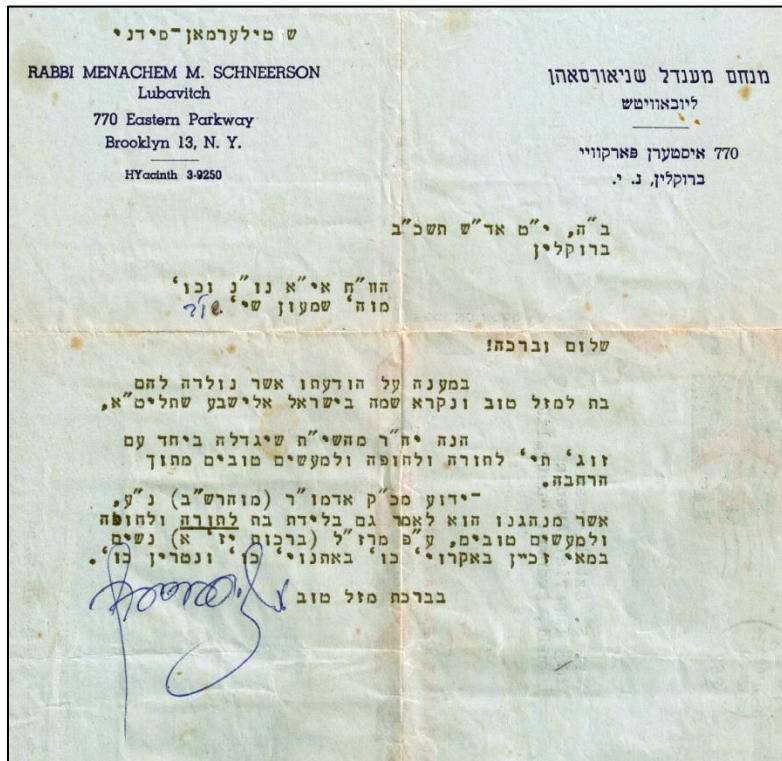 ש טילערמאן-סידני
RABBI MENACHEM M. SCHNEERSON
Lubavitch
770 Eastern Parkway
Brooklyn 13, N. Y.
HYacinth 3-9250
מנחם מענדל שניאורסאהן
ליובאוויטש
770 איסטערן פארקוויי
ברוקלין, נ. י.
ב"ה, י"ט אד"ש תשכ"ב
ברוקלין
הוו"ח אי"א נו"נ וכו'
מוה' שמעון שי'
שלום וברכה!
במענה על הודעתו אשר נולדה להם
בת למזל טוב ונקרא שמה בישראל אלישבע שתליט"א,
הנה יה"ר מהשי"ת שיגדלה ביחד עם
זוג' תי' לתורה ולחופה ולמעשים טובים מתוך
הרחבה.
-ידוע מכ"ק אדמו"ר (מוהרש"ב) נ"ע,
אשר מנהגנו הוא לאמר גם בלידת בת לתורה ולחופה
ולמעשים טובים, ע"פ מרז"ל (ברכות יז' א) נשים
במאי זכיין באקרוי' כו' באתנוי' כו' ונטרין כו'.
בברכת מזל טוב